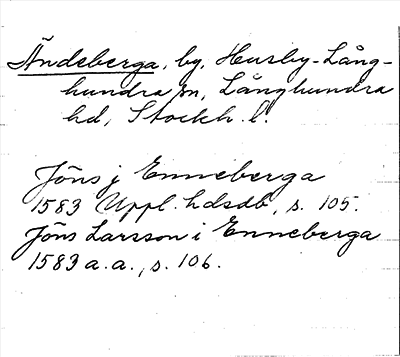 Ändeberga, by, Husby-Lång-
hundra sn, Långhundra
hd, Stockh. l.
Jöns j Enneberga
1583 Uppl. hdsdb, s. 105.
Jöns Larsson i Enneberga
1583 a.a., s. 106.